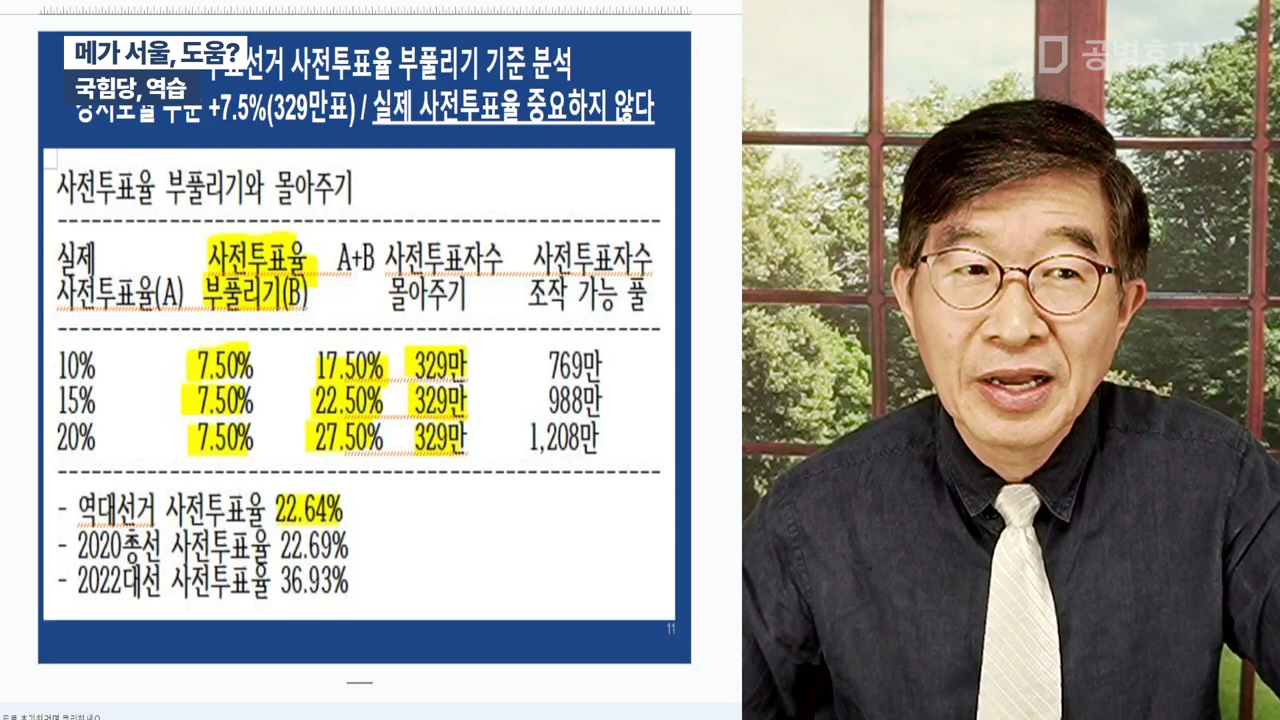 메가 서울, 도움?
국힘당, 역습
공병호TV
선거 사전투표율 부풀리기 기준 분석
+7.5%(329만표) / 실제 사전투표율 중요하지 않다
사전투표율 부풀리기와 몰아주기
실제 사전투표율 A+B 사전투표자수 사전투표자수
사전투표율(A) 부풀리기(B) 몰아주기 조작 가능 풀
10% 7.50% 17.50% 329만 769만
15% 7.50% 22.50% 329만 988만
20% 7.50% 27.50% 329만 1,208만
- 역대선거 사전투표율 22.64%
- 2020총선 사전투표율 22.69%
- 2022대선 사전투표율 36.93%
11